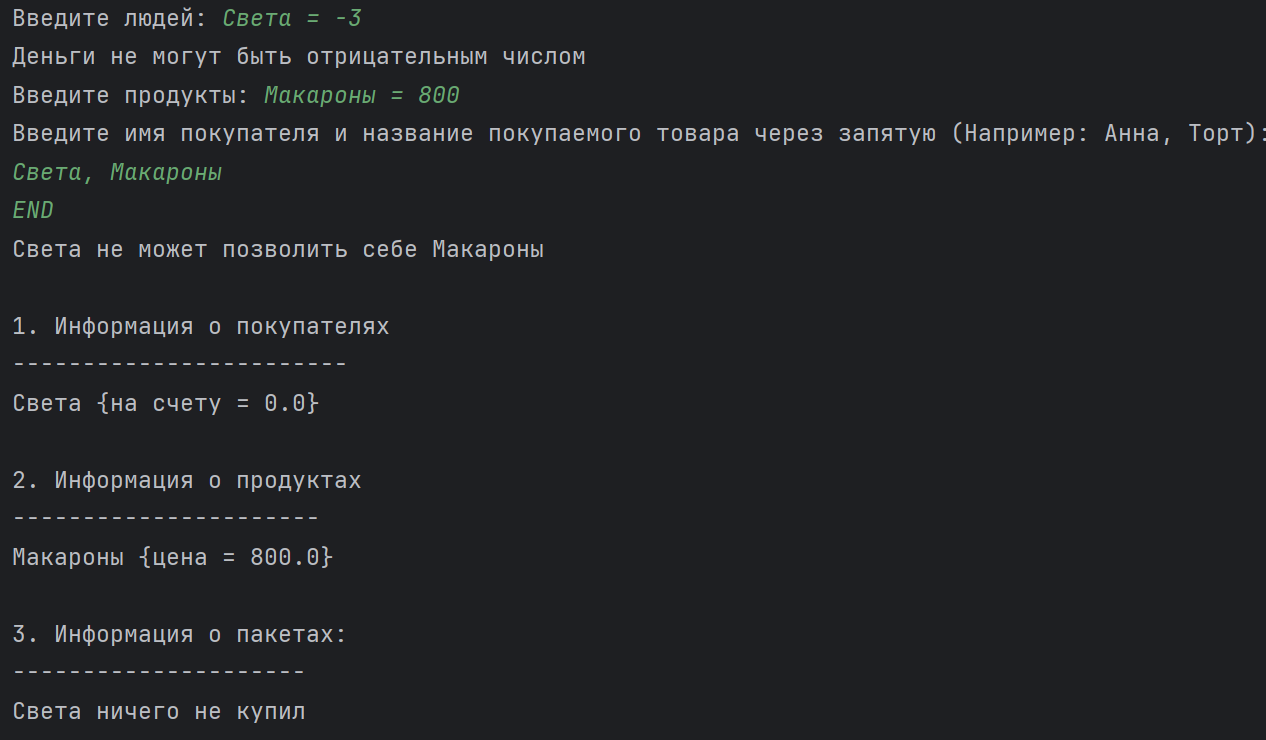 Введите людей: Света = -3
Деньги не могут быть отрицательным числом
Введите продукты: Макароны = 800
Введите имя покупателя и название покупаемого товара через запятую (Например: Анна, Торт):
Света, Макароны
END
Света не может позволить себе Макароны
1. Информация о покупателях
------------------------
Света {на счету = 0.0}
2. Информация о продуктах
----------------------
Макароны {цена = 800.0}
3. Информация о пакетах:
---------------------
Света ничего не купил